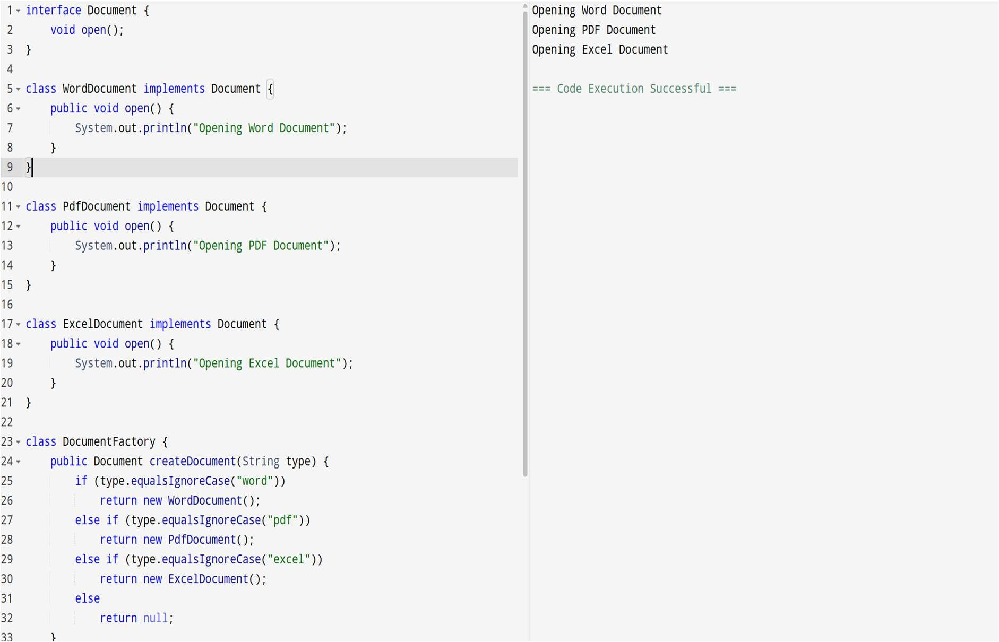 1 interface Document {
2     void open();
3 }
4
5 class WordDocument implements Document {
6     public void open() {
7         System.out.println("Opening Word Document");
8     }
9 }
10
11 class PdfDocument implements Document {
12     public void open() {
13         System.out.println("Opening PDF Document");
14     }
15 }
16
17 class ExcelDocument implements Document {
18     public void open() {
19         System.out.println("Opening Excel Document");
20     }
21 }
22
23 class DocumentFactory {
24     public Document createDocument(String type) {
25         if (type.equalsIgnoreCase("word"))
26             return new WordDocument();
27         else if (type.equalsIgnoreCase("pdf"))
28             return new PdfDocument();
29         else if (type.equalsIgnoreCase("excel"))
30             return new ExcelDocument();
31         else
32             return null;
33     }
Opening Word Document
Opening PDF Document
Opening Excel Document
=== Code Execution Successful ===